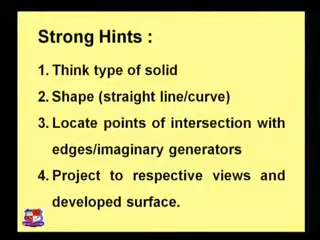 Strong Hints :
1. Think type of solid
2. Shape (straight line/curve)
3. Locate points of intersection with
edges/imaginary generators
4. Project to respective views and
developed surface.